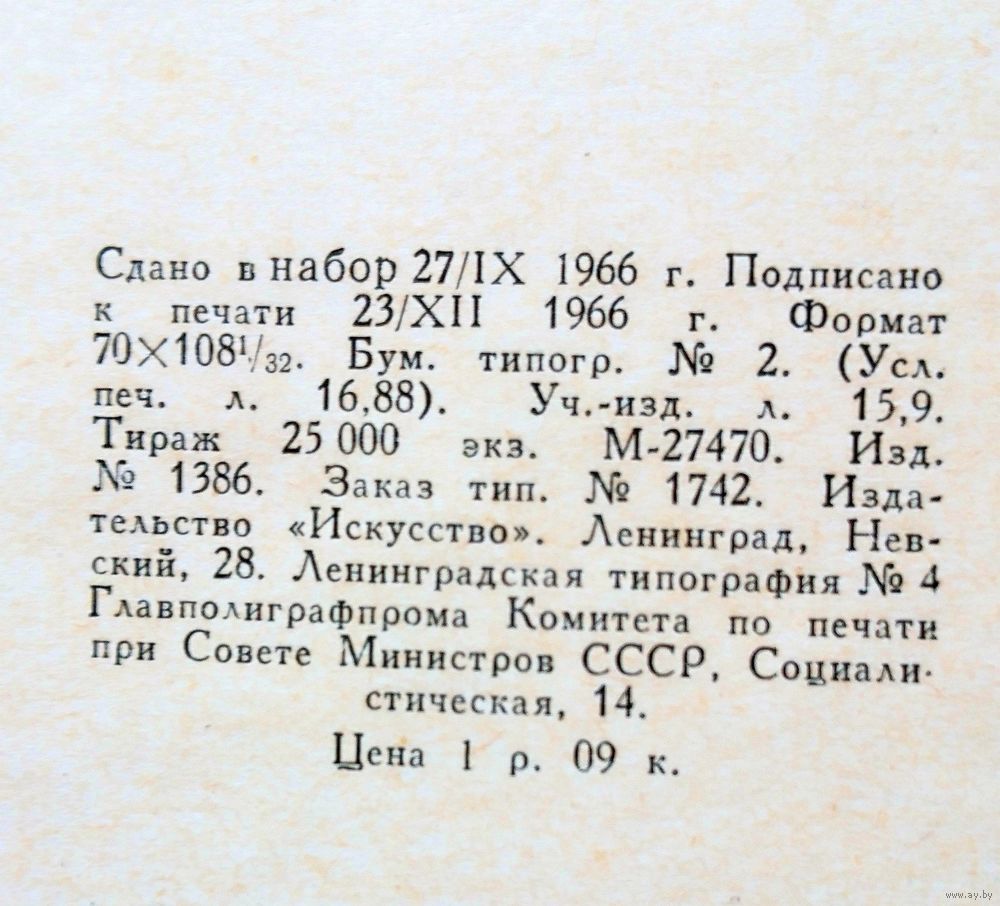 Сдано в набор 27/IX 1966 г. Подписано
к печати 23/XII 1966 г. Формат
70×108¹/₃₂. Бум. типогр. № 2. (Усл.
печ. л. 16,88). Уч.-изд. л. 15,9.
Тираж 25 000 экз. М-27470. Изд.
№ 1386. Заказ тип. № 1742. Изда-
тельство «Искусство». Ленинград, Нев-
ский, 28. Ленинградская типография № 4
Главполиграфпрома Комитета по печати
при Совете Министров СССР, Социали-
стическая, 14.
Цена 1 р. 09 к.
www.ay.by